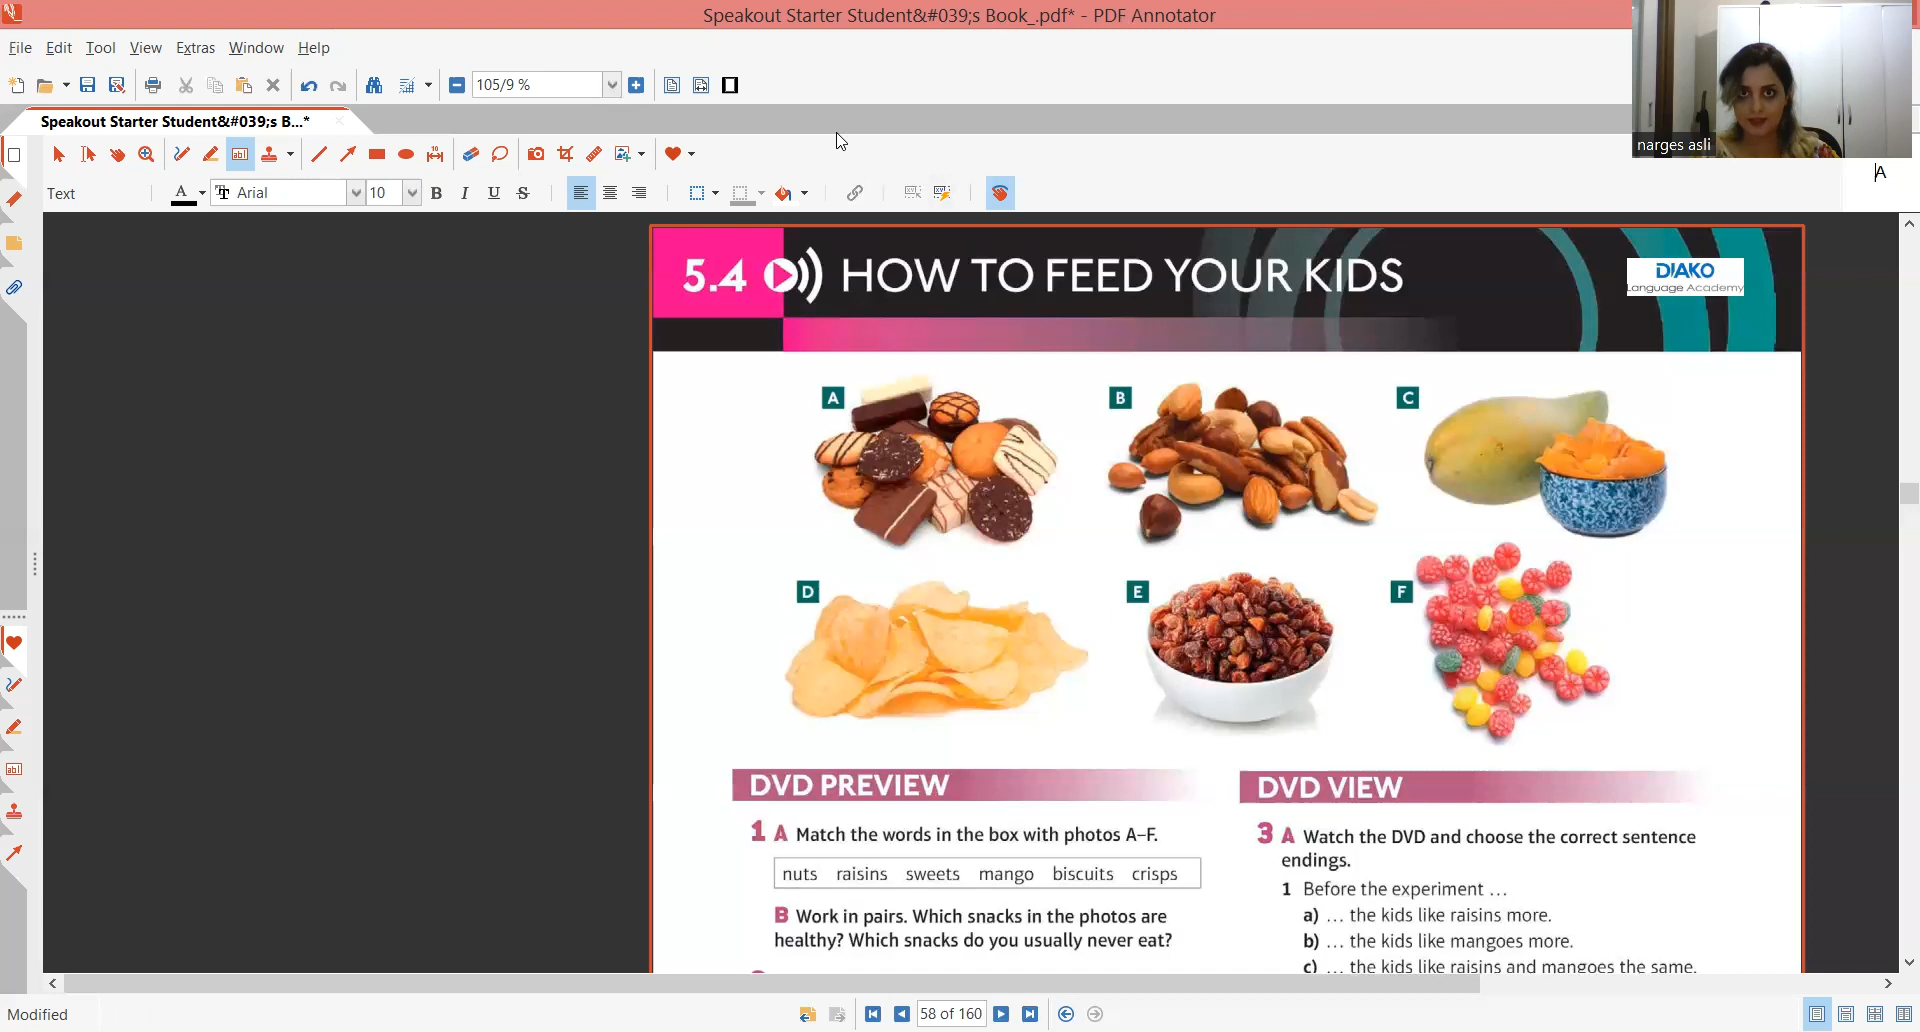 Speakout Starter Student&#039;s Book_.pdf* - PDF Annotator
File Edit Tool View Extras Window Help
105/9 %
Speakout Starter Student&#039;s B...*
narges asli
Text
A
Arial
10
B I U S
A
5.4 HOW TO FEED YOUR KIDS
DIAKO
Language Academy
A
B
C
D
E
F
DVD PREVIEW
1 A Match the words in the box with photos A–F.
nuts raisins sweets mango biscuits crisps
B Work in pairs. Which snacks in the photos are
healthy? Which snacks do you usually never eat?
DVD VIEW
3 A Watch the DVD and choose the correct sentence
endings.
1 Before the experiment …
a) … the kids like raisins more.
b) … the kids like mangoes more.
c) … the kids like raisins and mangoes the same.
Modified
58 of 160